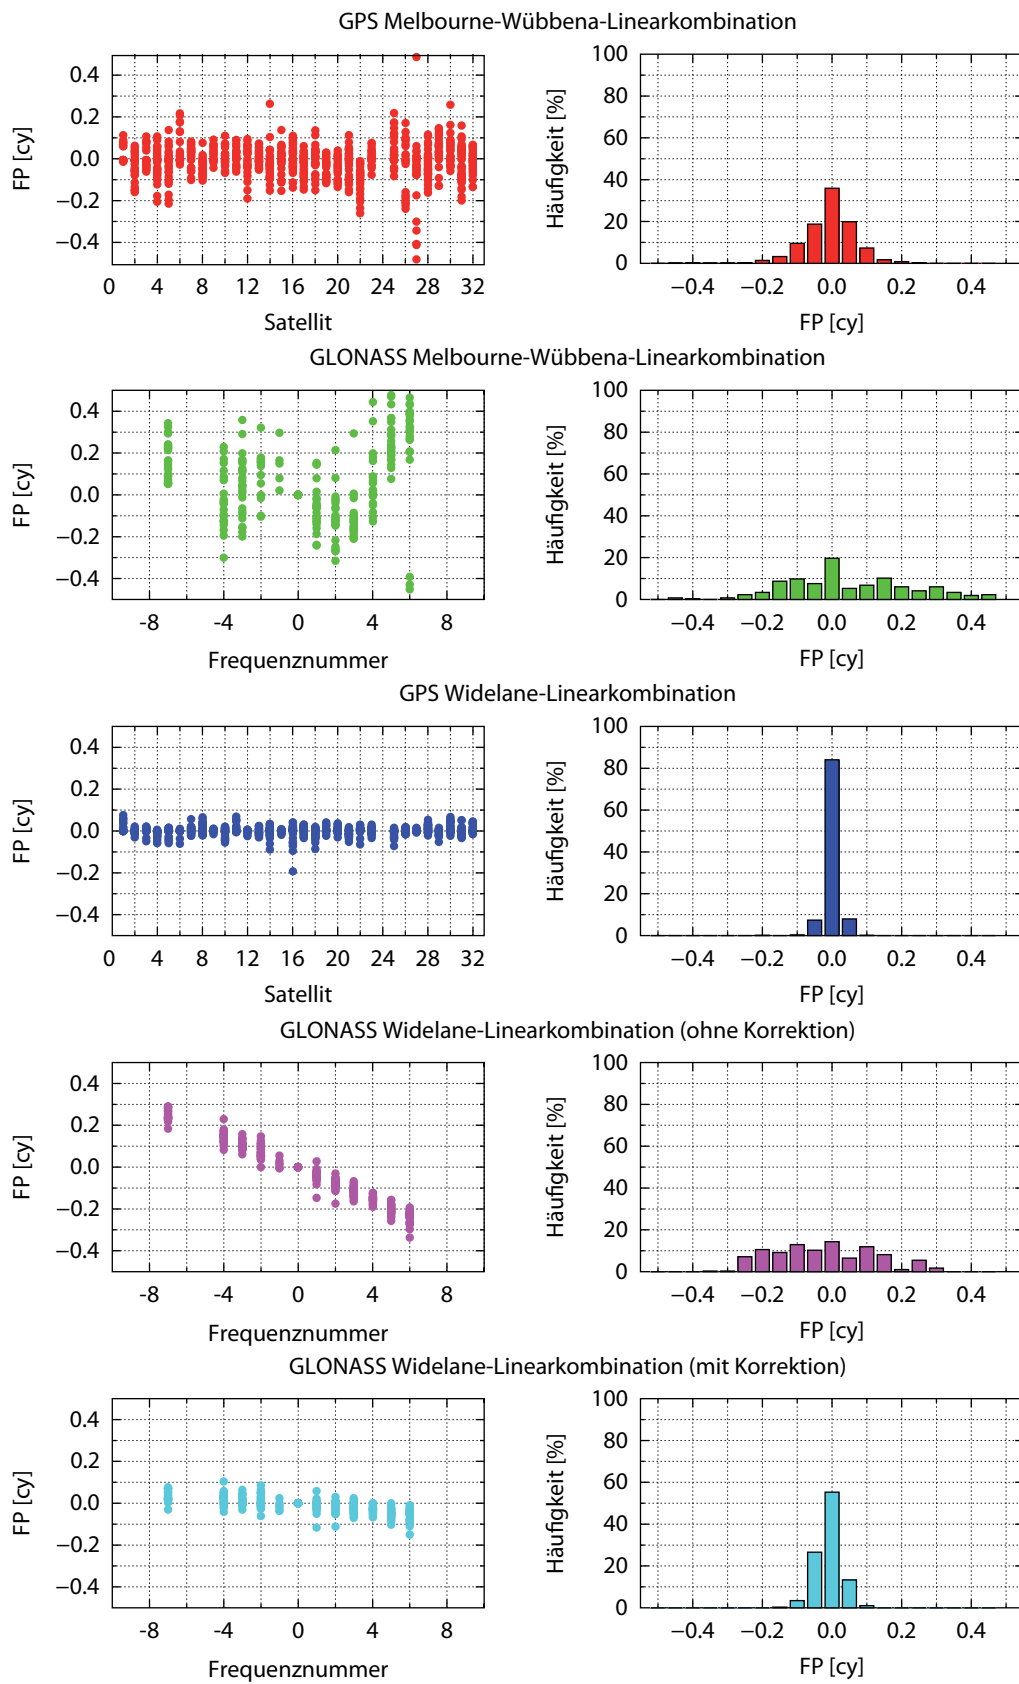 GPS Melbourne-Wübbena-Linearkombination
0.4
0.2
0.0
−0.2
−0.4
FP [cy]
0 4 8 12 16 20 24 28 32
Satellit
100
80
60
40
20
0
Häufigkeit [%]
−0.4 −0.2 0.0 0.2 0.4
FP [cy]
GLONASS Melbourne-Wübbena-Linearkombination
0.4
0.2
0.0
−0.2
−0.4
FP [cy]
-8 -4 0 4 8
Frequenznummer
100
80
60
40
20
0
Häufigkeit [%]
−0.4 −0.2 0.0 0.2 0.4
FP [cy]
GPS Widelane-Linearkombination
0.4
0.2
0.0
−0.2
−0.4
FP [cy]
0 4 8 12 16 20 24 28 32
Satellit
100
80
60
40
20
0
Häufigkeit [%]
−0.4 −0.2 0.0 0.2 0.4
FP [cy]
GLONASS Widelane-Linearkombination (ohne Korrektion)
0.4
0.2
0.0
−0.2
−0.4
FP [cy]
-8 -4 0 4 8
Frequenznummer
100
80
60
40
20
0
Häufigkeit [%]
−0.4 −0.2 0.0 0.2 0.4
FP [cy]
GLONASS Widelane-Linearkombination (mit Korrektion)
0.4
0.2
0.0
−0.2
−0.4
FP [cy]
-8 -4 0 4 8
Frequenznummer
100
80
60
40
20
0
Häufigkeit [%]
−0.4 −0.2 0.0 0.2 0.4
FP [cy]